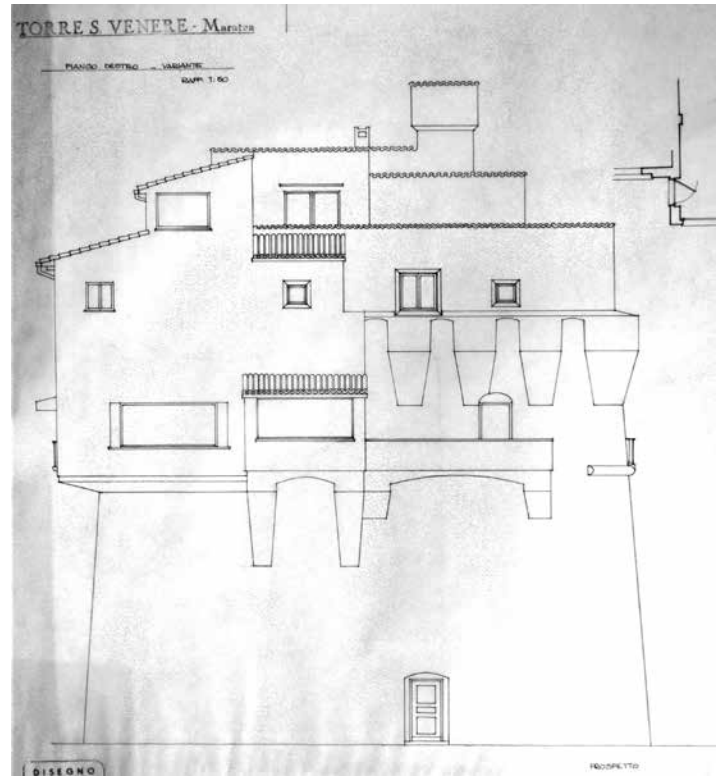 TORRE S. VENERE - Maratea
FIANCO DESTRO - VARIANTE
RAPP. 1:50
DISEGNO
PROSPETTO